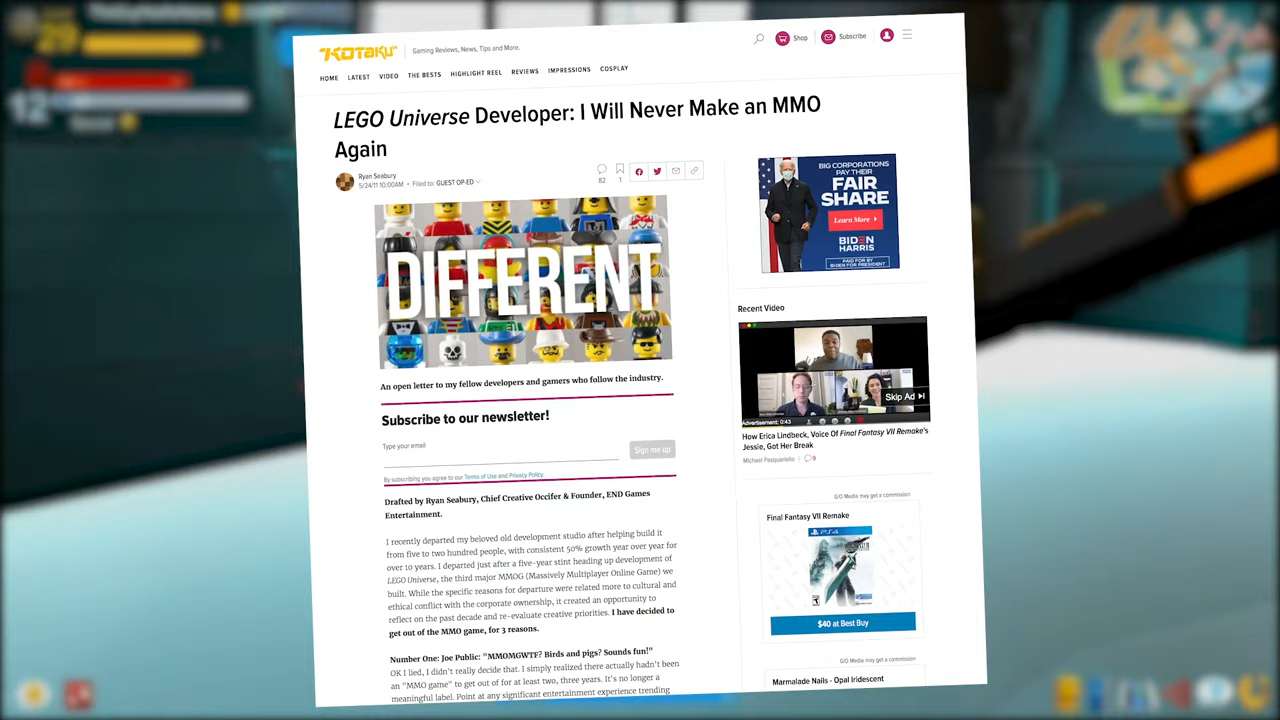 12
KOTAKU
Gaming Reviews, News, Tips and More.
Shop
Subscribe
HOME LATEST VIDEO THE BESTS HIGHLIGHT REEL REVIEWS IMPRESSIONS COSPLAY
LEGO Universe Developer: I Will Never Make an MMO
Again
Ryan Seabury
5/24/11 10:00AM • Filed to: GUEST OP-ED
82
1
DIFFERENT
An open letter to my fellow developers and gamers who follow the industry.
Subscribe to our newsletter!
Type your email
Sign me up
By subscribing you agree to our Terms of Use and Privacy Policy.
Drafted by Ryan Seabury, Chief Creative Occifer & Founder, END Games
Entertainment.
I recently departed my beloved old development studio after helping build it
from five to two hundred people, with consistent 50% growth year over year for
over 10 years. I departed just after a five-year stint heading up development of
LEGO Universe, the third major MMOG (Massively Multiplayer Online Game) we
built. While the specific reasons for departure were related more to cultural and
ethical conflict with the corporate ownership, it created an opportunity to
reflect on the past decade and re-evaluate creative priorities. I have decided to
get out of the MMO game, for 3 reasons.
Number One: Joe Public: "MMOMGWTF? Birds and pigs? Sounds fun!"
OK I lied, I didn't really decide that. I simply realized there actually hadn't been
an "MMO game" to get out of for at least two, three years. It's no longer a
meaningful label. Point at any significant entertainment experience trending
BIG CORPORATIONS
PAY THEIR
FAIR
SHARE
Learn More
BIDEN
HARRIS
PAID FOR BY
BIDEN FOR PRESIDENT
Recent Video
Skip Ad
Advertisement: 0:43
How Erica Lindbeck, Voice Of Final Fantasy VII Remake's
Jessie, Got Her Break
Michael Pasquarello
9
G/O Media may get a commission
Final Fantasy VII Remake
PS4
$40 at Best Buy
G/O Media may get a commission
Marmalade Nails - Opal Iridescent